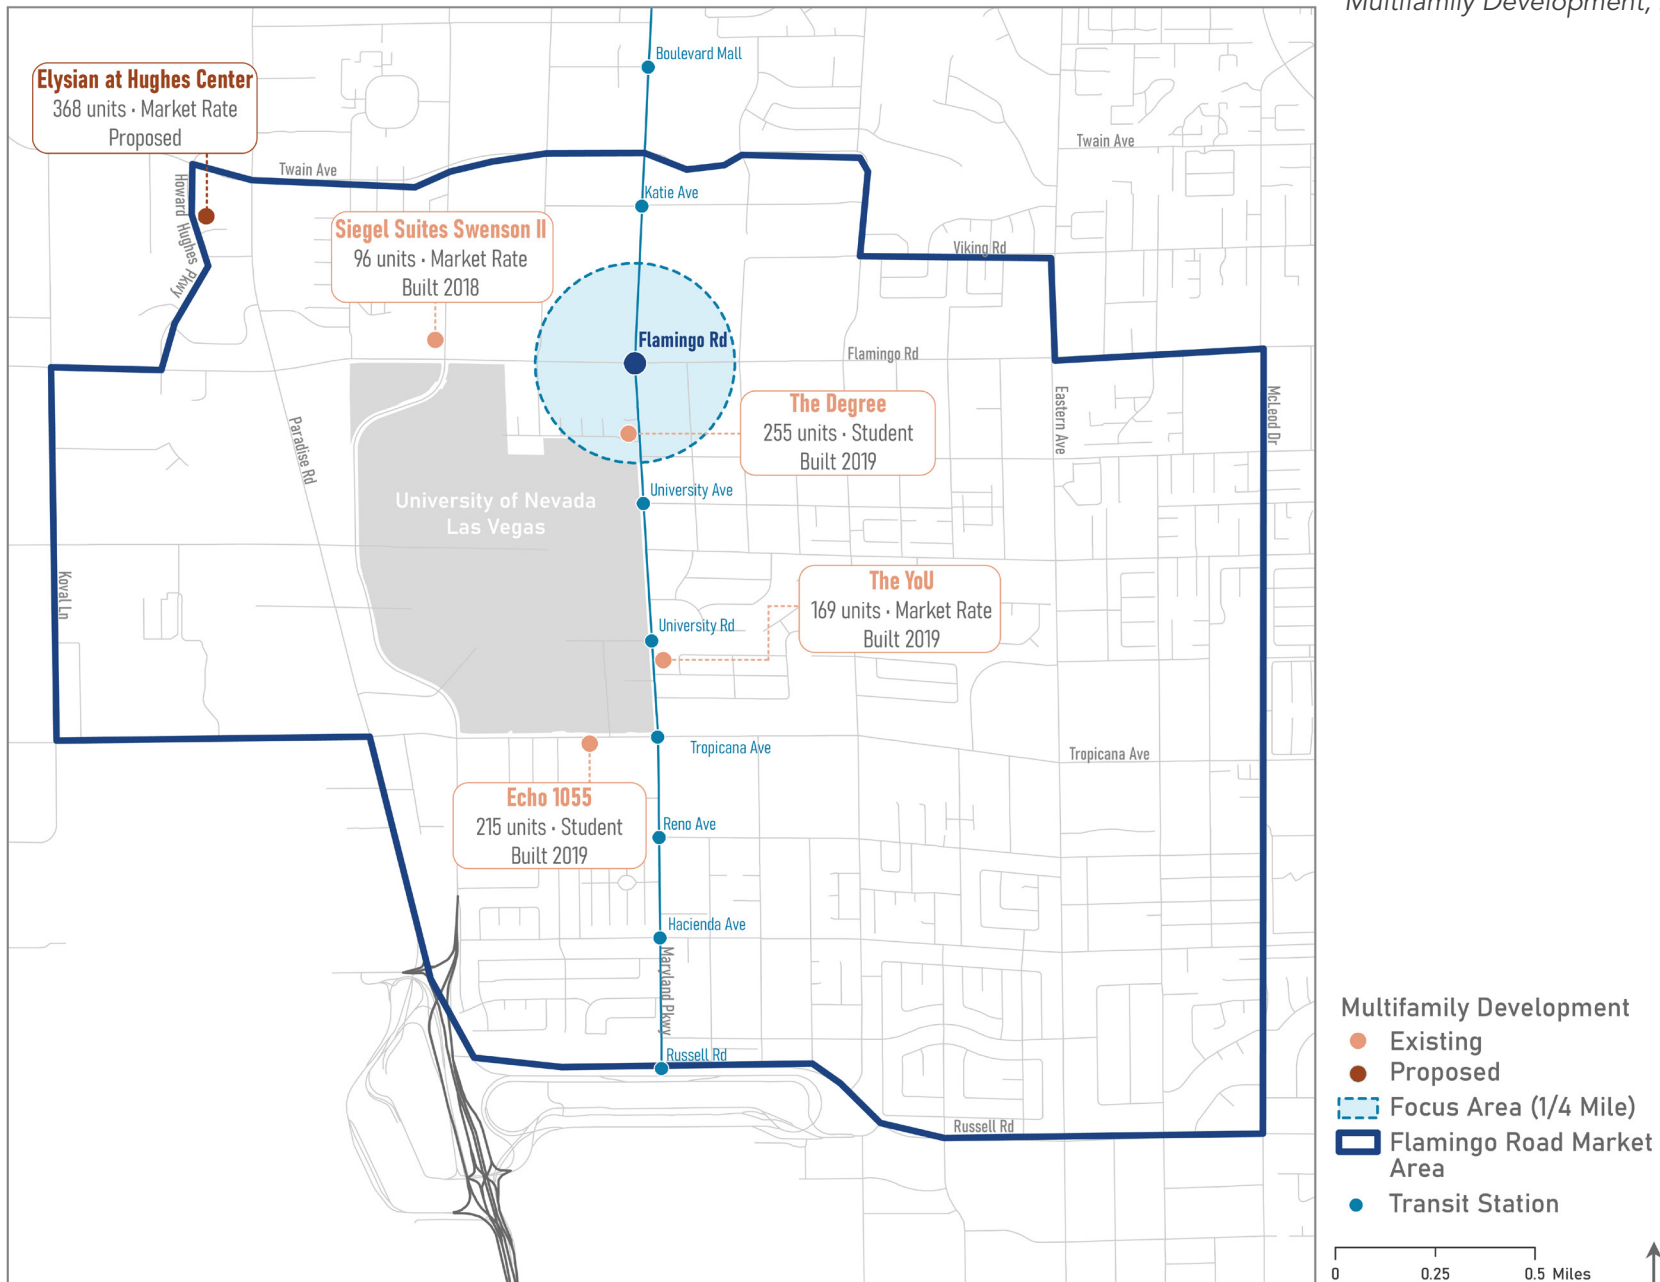 Multifamily Development,
Boulevard Mall
Elysian at Hughes Center
368 units · Market Rate
Proposed
Twain Ave
Twain Ave
Howard Hughes Pkwy
Katie Ave
Siegel Suites Swenson II
96 units · Market Rate
Built 2018
Viking Rd
Flamingo Rd
Flamingo Rd
The Degree
255 units · Student
Built 2019
Eastern Ave
McLeod Dr
Paradise Rd
University of Nevada
Las Vegas
University Ave
Koval Ln
The YoU
169 units · Market Rate
Built 2019
University Rd
Tropicana Ave
Tropicana Ave
Echo 1055
215 units · Student
Built 2019
Reno Ave
Hacienda Ave
Maryland Pkwy
Russell Rd
Russell Rd
Multifamily Development
Existing
Proposed
Focus Area (1/4 Mile)
Flamingo Road Market
Area
Transit Station
0 0.25 0.5 Miles